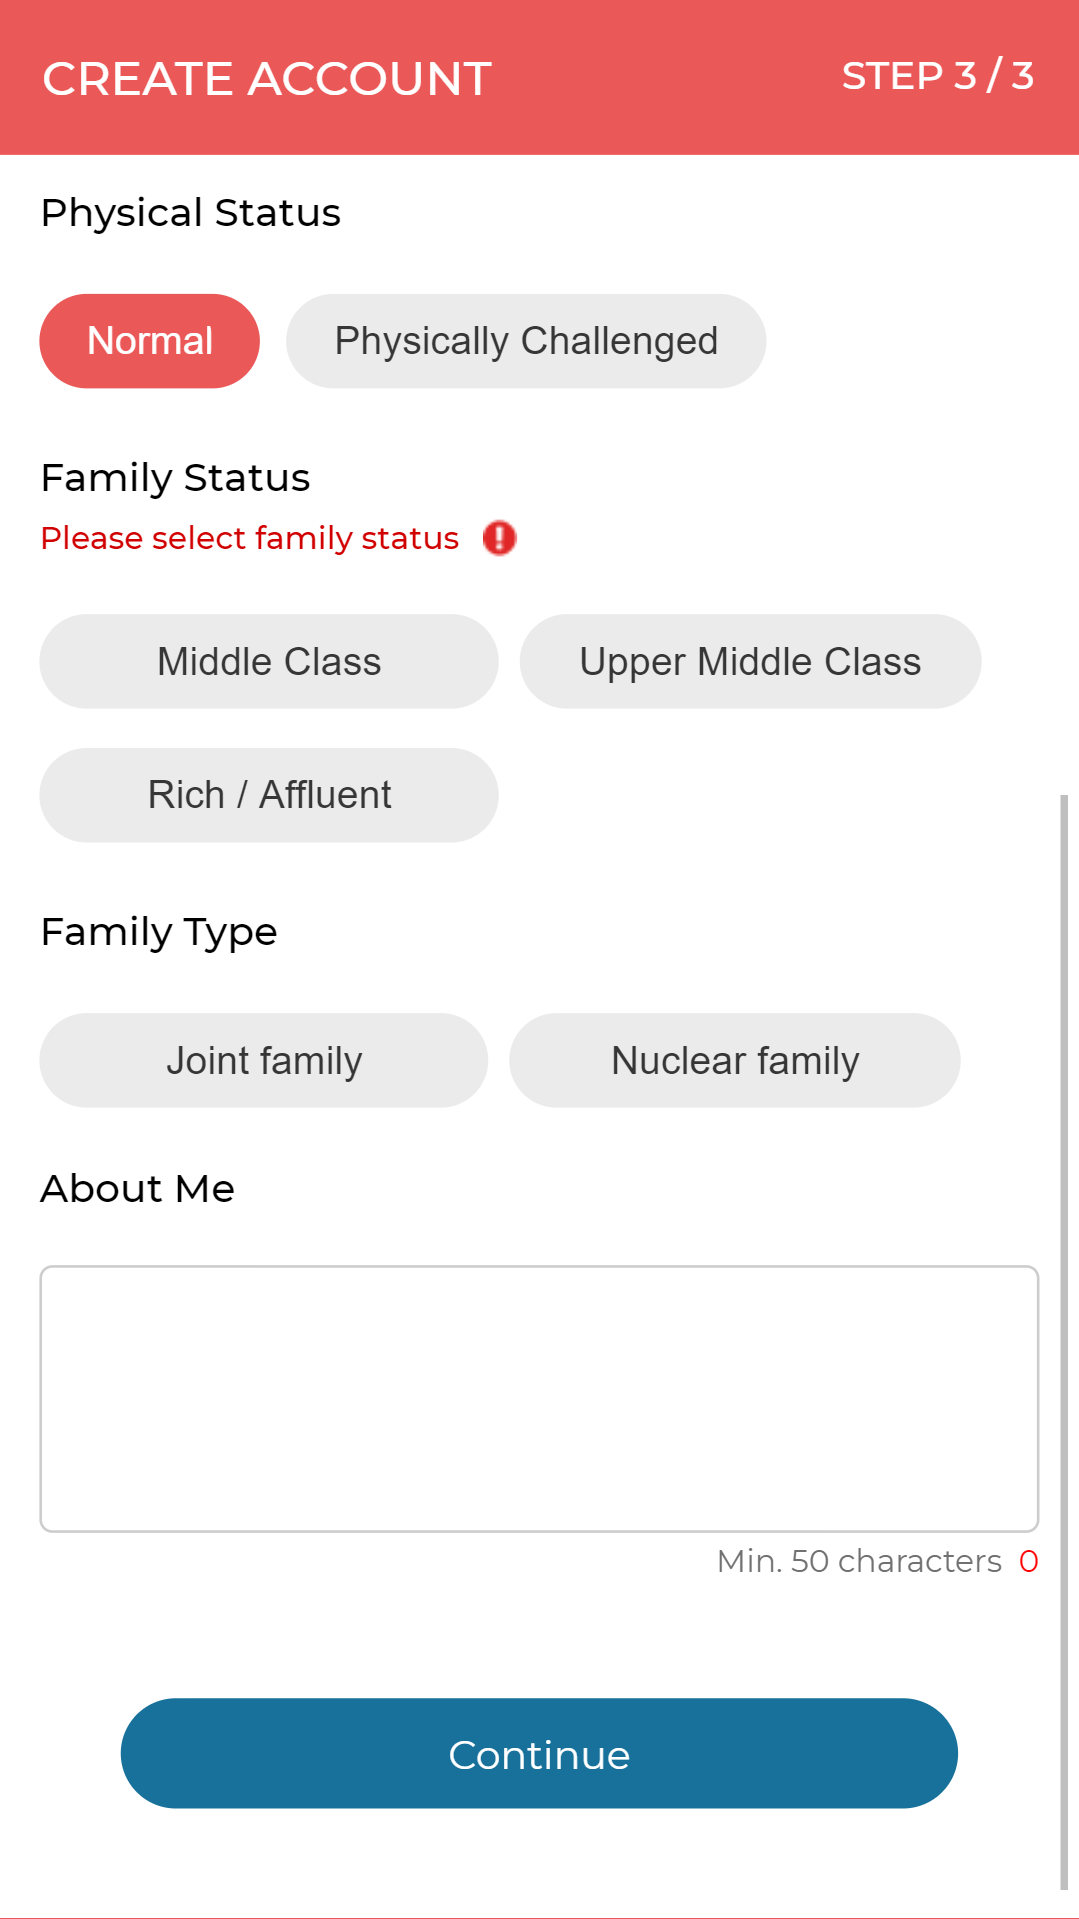 CREATE ACCOUNT STEP 3 / 3
Physical Status
Normal Physically Challenged
Family Status
Please select family status
Middle Class Upper Middle Class
Rich / Affluent
Family Type
Joint family Nuclear family
About Me
Min. 50 characters 0
Continue